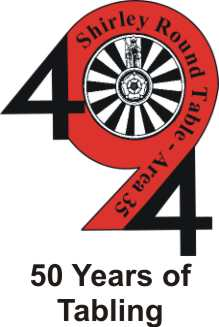 Shirley Round Table - Area 35
494
50 Years of
Tabling